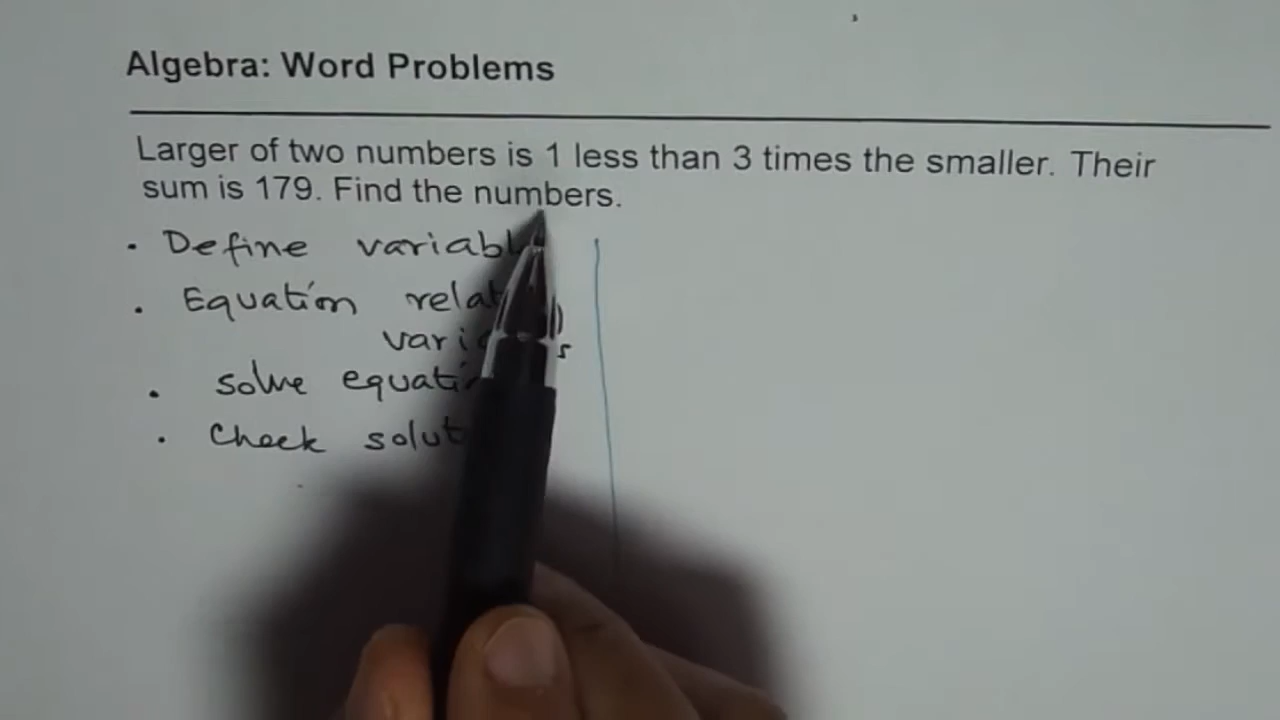 Algebra: Word Problems
Larger of two numbers is 1 less than 3 times the smaller. Their
sum is 179. Find the numbers.
. Define
. Equation
. solve
. Check